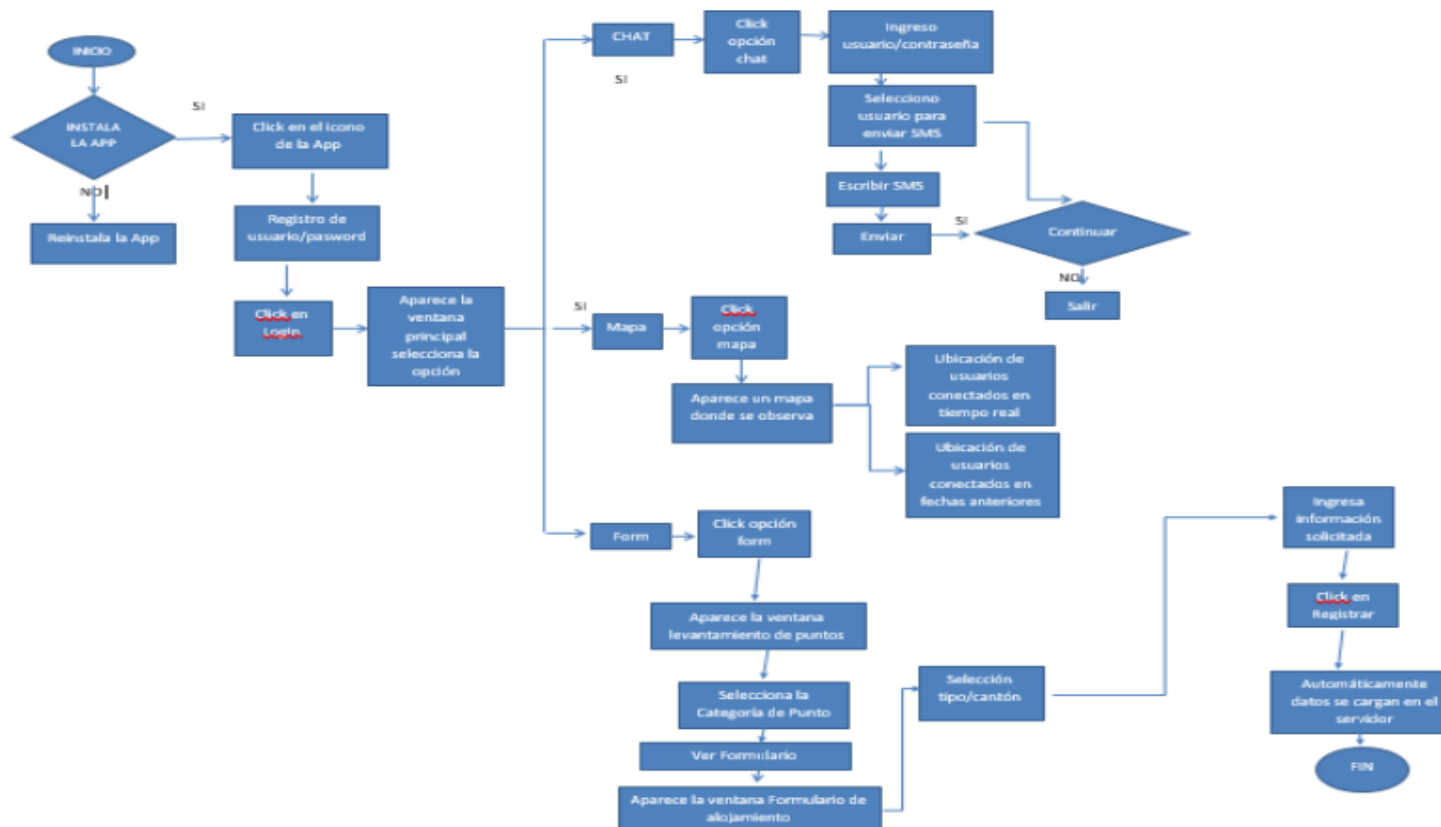 INICIO
INSTALA
LA APP
SI
NO
Reinstala la App
Click en el icono
de la App
Registro de
usuario/pasword
Click en
Login
Aparece la
ventana
principal
selecciona la
opción
CHAT
SI
Click
opción
chat
Ingreso
usuario/contraseña
Selecciono
usuario para
enviar SMS
Escribir SMS
Enviar
SI
Continuar
NO
Salir
SI
Mapa
Click
opción
mapa
Aparece un mapa
donde se observa
Ubicación de
usuarios
conectados en
tiempo real
Ubicación de
usuarios
conectados en
fechas anteriores
Form
Click opción
form
Aparece la ventana
levantamiento de puntos
Selecciona la
Categoría de Punto
Ver Formulario
Aparece la ventana Formulario de
alojamiento
Selección
tipo/cantón
Ingresa
información
solicitada
Click en
Registrar
Automáticamente
datos se cargan en el
servidor
FIN